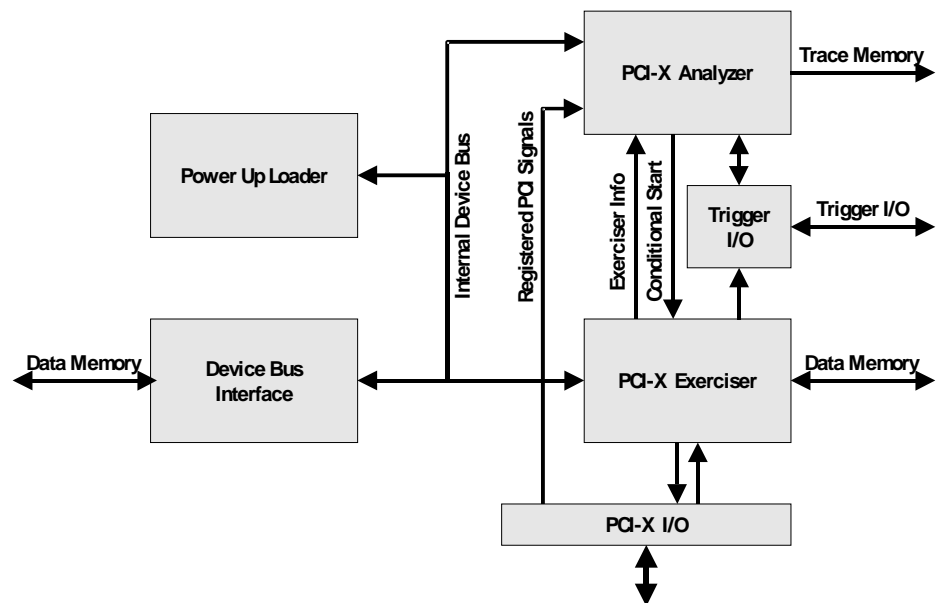 PCI-X Analyzer
Trace Memory
Power Up Loader
Internal Device Bus
Registered PCI Signals
Exerciser Info
Conditional Start
Trigger
I/O
Trigger I/O
Data Memory
Device Bus
Interface
PCI-X Exerciser
Data Memory
PCI-X I/O